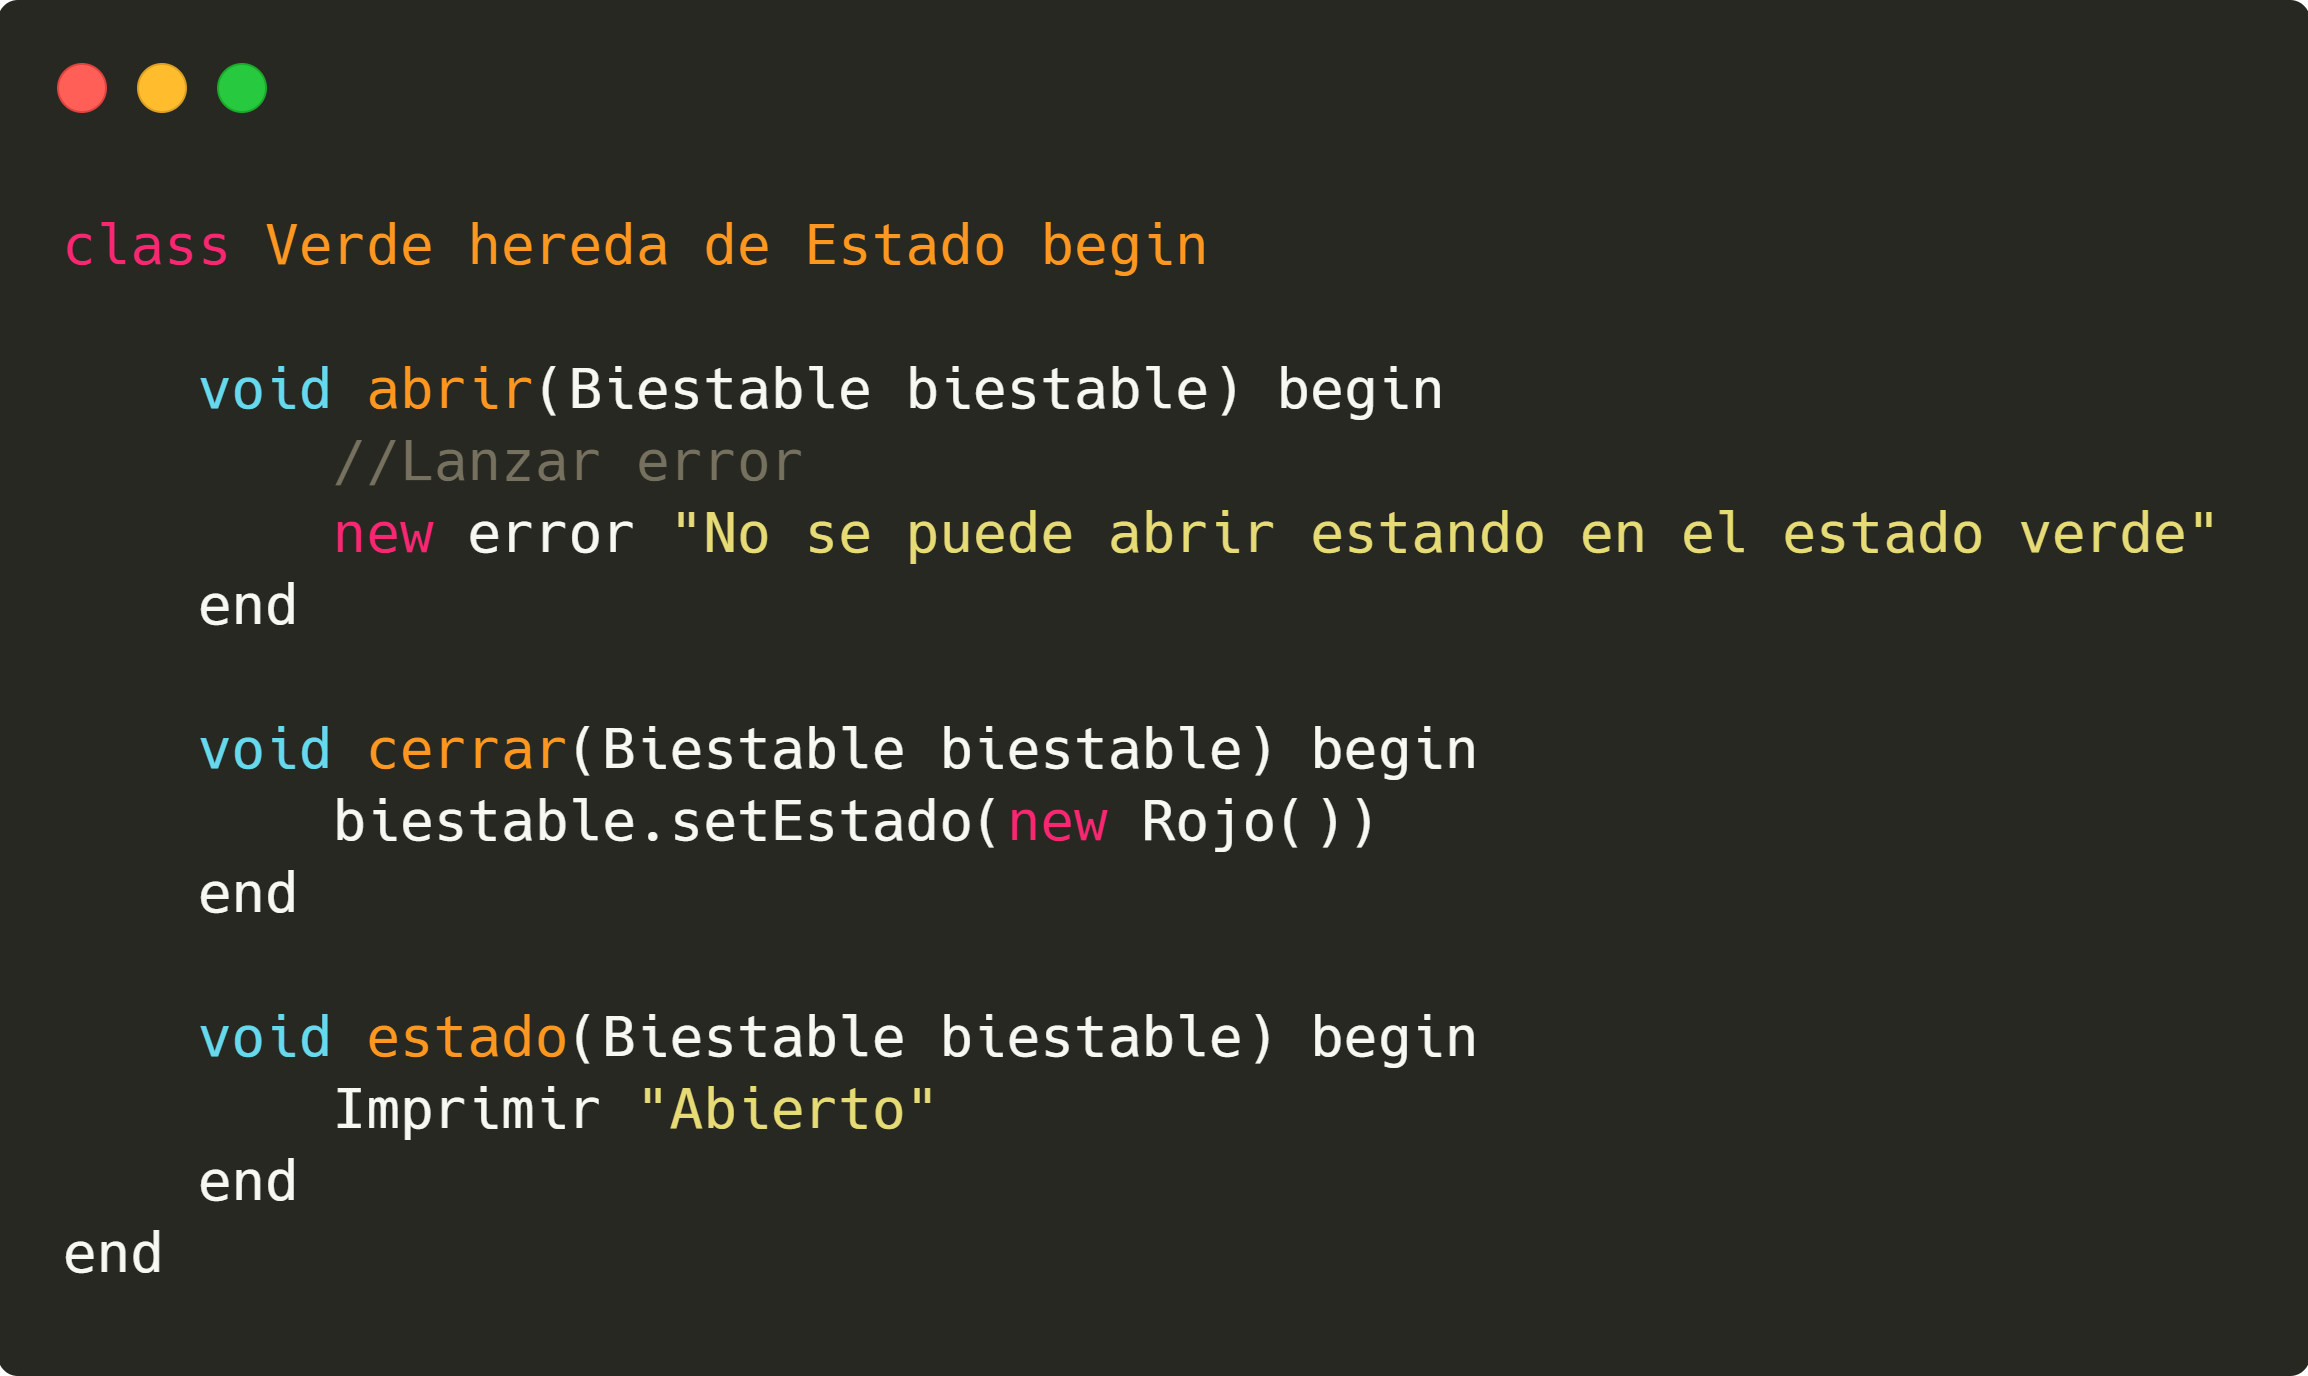 class Verde hereda de Estado begin
void abrir(Biestable biestable) begin
//Lanzar error
new error "No se puede abrir estando en el estado verde"
end
void cerrar(Biestable biestable) begin
biestable.setEstado(new Rojo())
end
void estado(Biestable biestable) begin
Imprimir "Abierto"
end
end